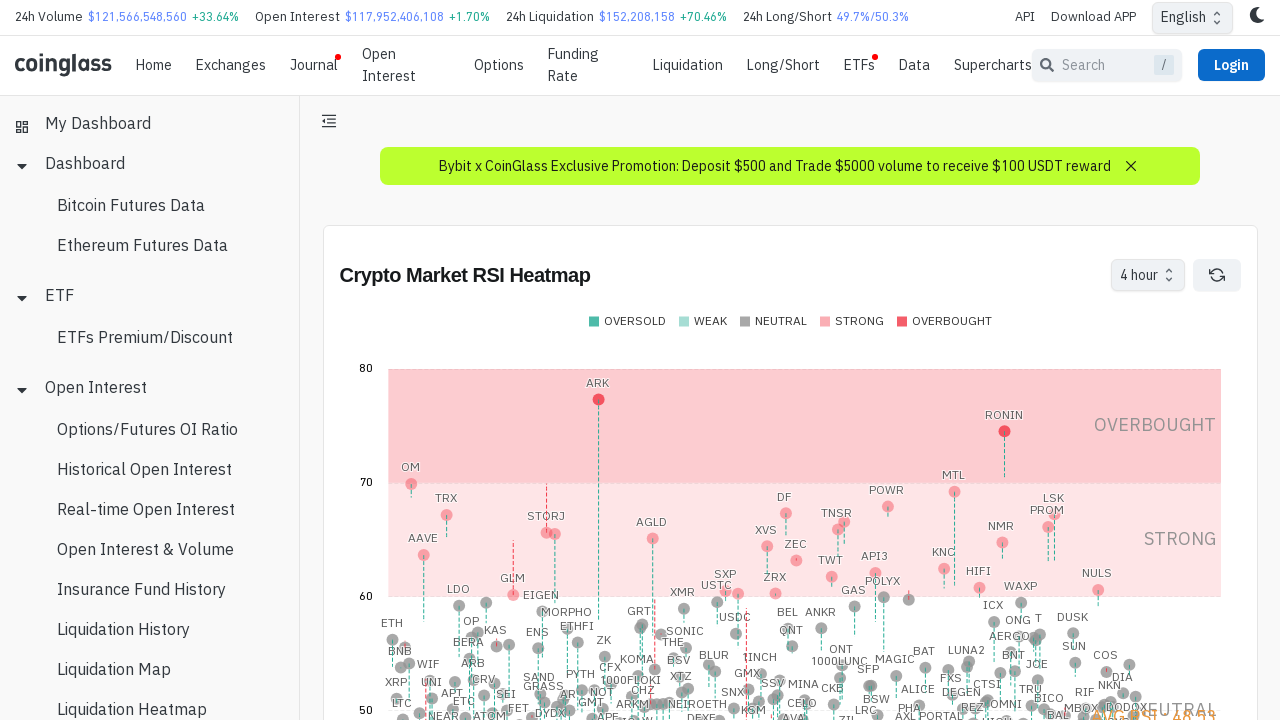 24h Volume $121,566,548,560 +33.64% Open Interest $117,952,406,108 +1.70% 24h Liquidation $152,208,158 +70.46% 24h Long/Short 49.7%/50.3% API Download APP English
coinglass Home Exchanges Journal Open Interest Options Funding Rate Liquidation Long/Short ETFs Data Supercharts Search / Login
My Dashboard
Dashboard
Bitcoin Futures Data
Ethereum Futures Data
ETF
ETFs Premium/Discount
Open Interest
Options/Futures OI Ratio
Historical Open Interest
Real-time Open Interest
Open Interest & Volume
Insurance Fund History
Liquidation History
Liquidation Map
Liquidation Heatmap
Bybit x CoinGlass Exclusive Promotion: Deposit $500 and Trade $5000 volume to receive $100 USDT reward
Crypto Market RSI Heatmap
4 hour
OVERSOLD WEAK NEUTRAL STRONG OVERBOUGHT
80
ARK
RONIN
OVERBOUGHT
OM
MTL
70
TRX
DF
POWR
LSK
PROM
STORJ
AGLD
TNSR
XVS
NMR
STRONG
AAVE
ZEC
KNC
TWT
API3
HIFI
NULS
GLM
SXP
ZRX
POLYX
LDO
USTC
XMR
GAS
WAXP
60
EIGEN
ICX
MORPHO
GRT
BEL
ANKR
ETH
OP
USDC
ONG
T
DUSK
KAS
ENS
ETHFI
SONIC
QNT
AERGO
BERA
ZK
THE
SUN
BNB
ONT
BAT
LUNA2
BNT
COS
WIF
ARB
CFX
KOMA
BSV
BLUR
1INCH
1000LUNC
MAGIC
JOE
SFP
XRP
UNI
CRV
SAND
PYTH
1000FLOKI
XTZ
GMX
FXS
DIA
APT
SEI
GRASS
NOT
CHZ
SNX
SSV
MINA
CKB
ALICE
DEGEN
CTSI
TRU
RIF
NKN
LTC
ETC
GMT
ARKM
NEIROETH
CELO
BSW
PHA
REZ
OMNI
BICO
MBOX
DODOX
NEAR
ATOM
FET
DYDX
APE
DEXE
KSM
LRC
AXL
PORTAL
BAL
50
NEUTRAL